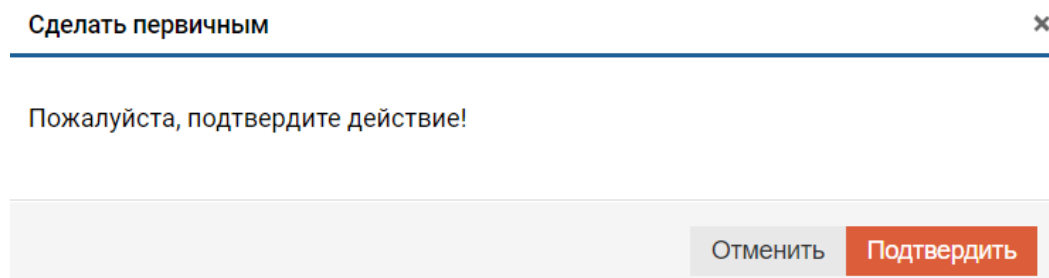 Сделать первичным
Пожалуйста, подтвердите действие!
Отменить Подтвердить